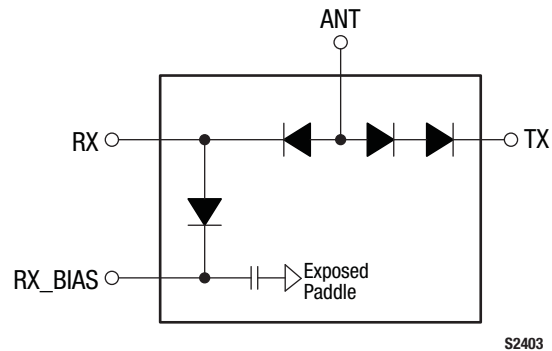 ANT
RX
TX
RX_BIAS
Exposed
Paddle
S2403